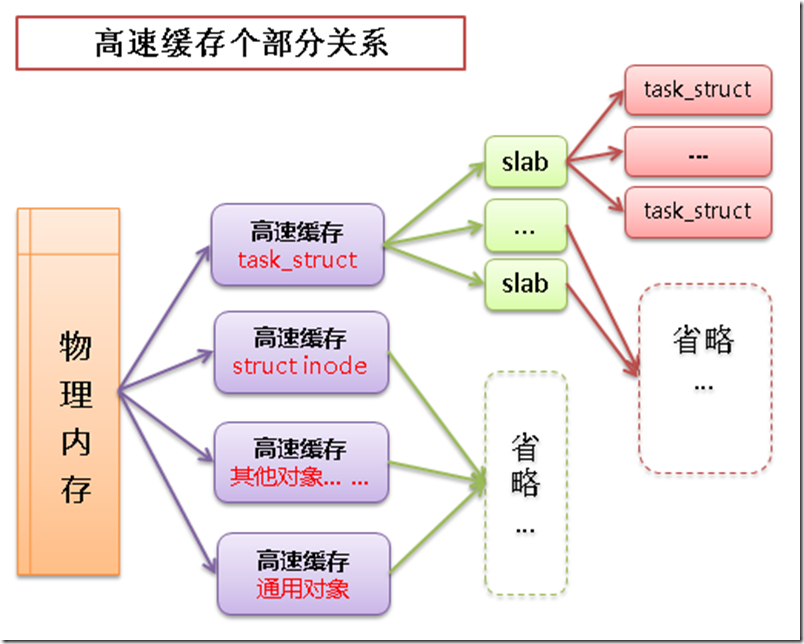 高速缓存个部分关系
物
理
内
存
高速缓存
task_struct
高速缓存
struct inode
高速缓存
其他对象... ...
高速缓存
通用对象
slab
...
slab
省
略
...
task_struct
...
task_struct
省略
...